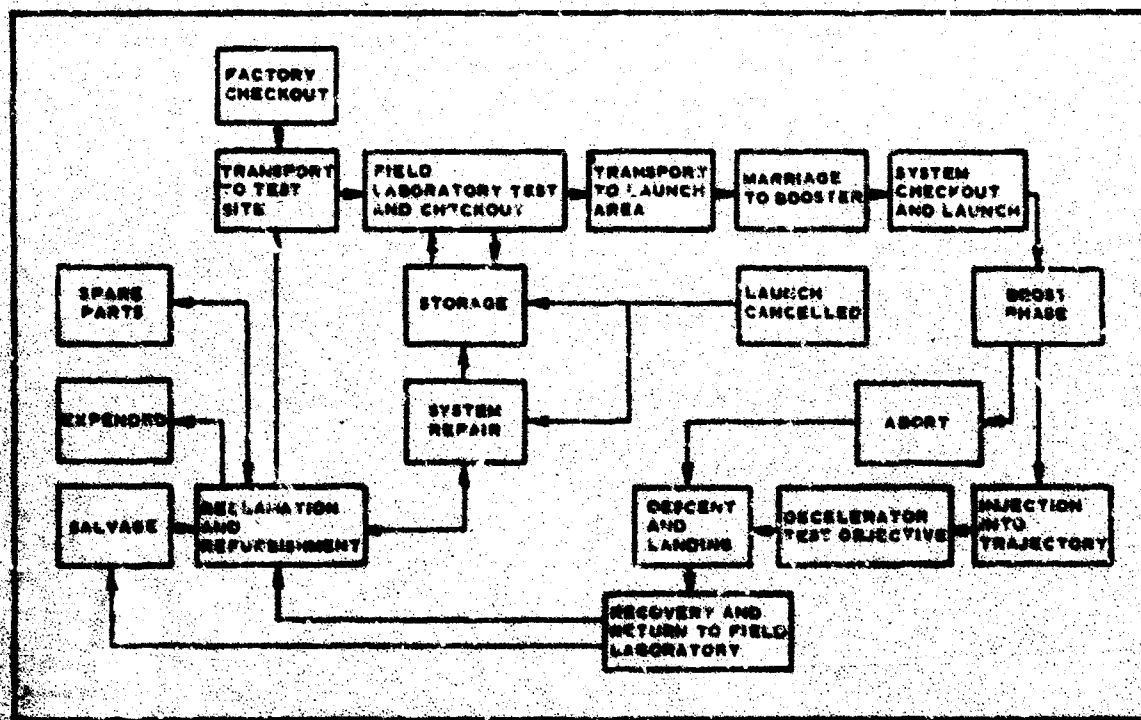 FACTORY
CHECKOUT
TRANSPORT
TO TEST
SITE
FIELD
LABORATORY TEST
AND CHECKOUT
TRANSPORT
TO LAUNCH
AREA
MARRIAGE
TO BOOSTER
SYSTEM
CHECKOUT
AND LAUNCH
SPARE
PARTS
STORAGE
LAUNCH
CANCELLED
BOOST
PHASE
EXPENDED
SYSTEM
REPAIR
ABORT
SALVAGE
RECLAMATION
AND
REFURBISHMENT
DESCENT
AND
LANDING
DECELERATOR
TEST OBJECTIVE
INJECTION
INTO
TRAJECTORY
RECOVERY AND
RETURN TO FIELD
LABORATORY